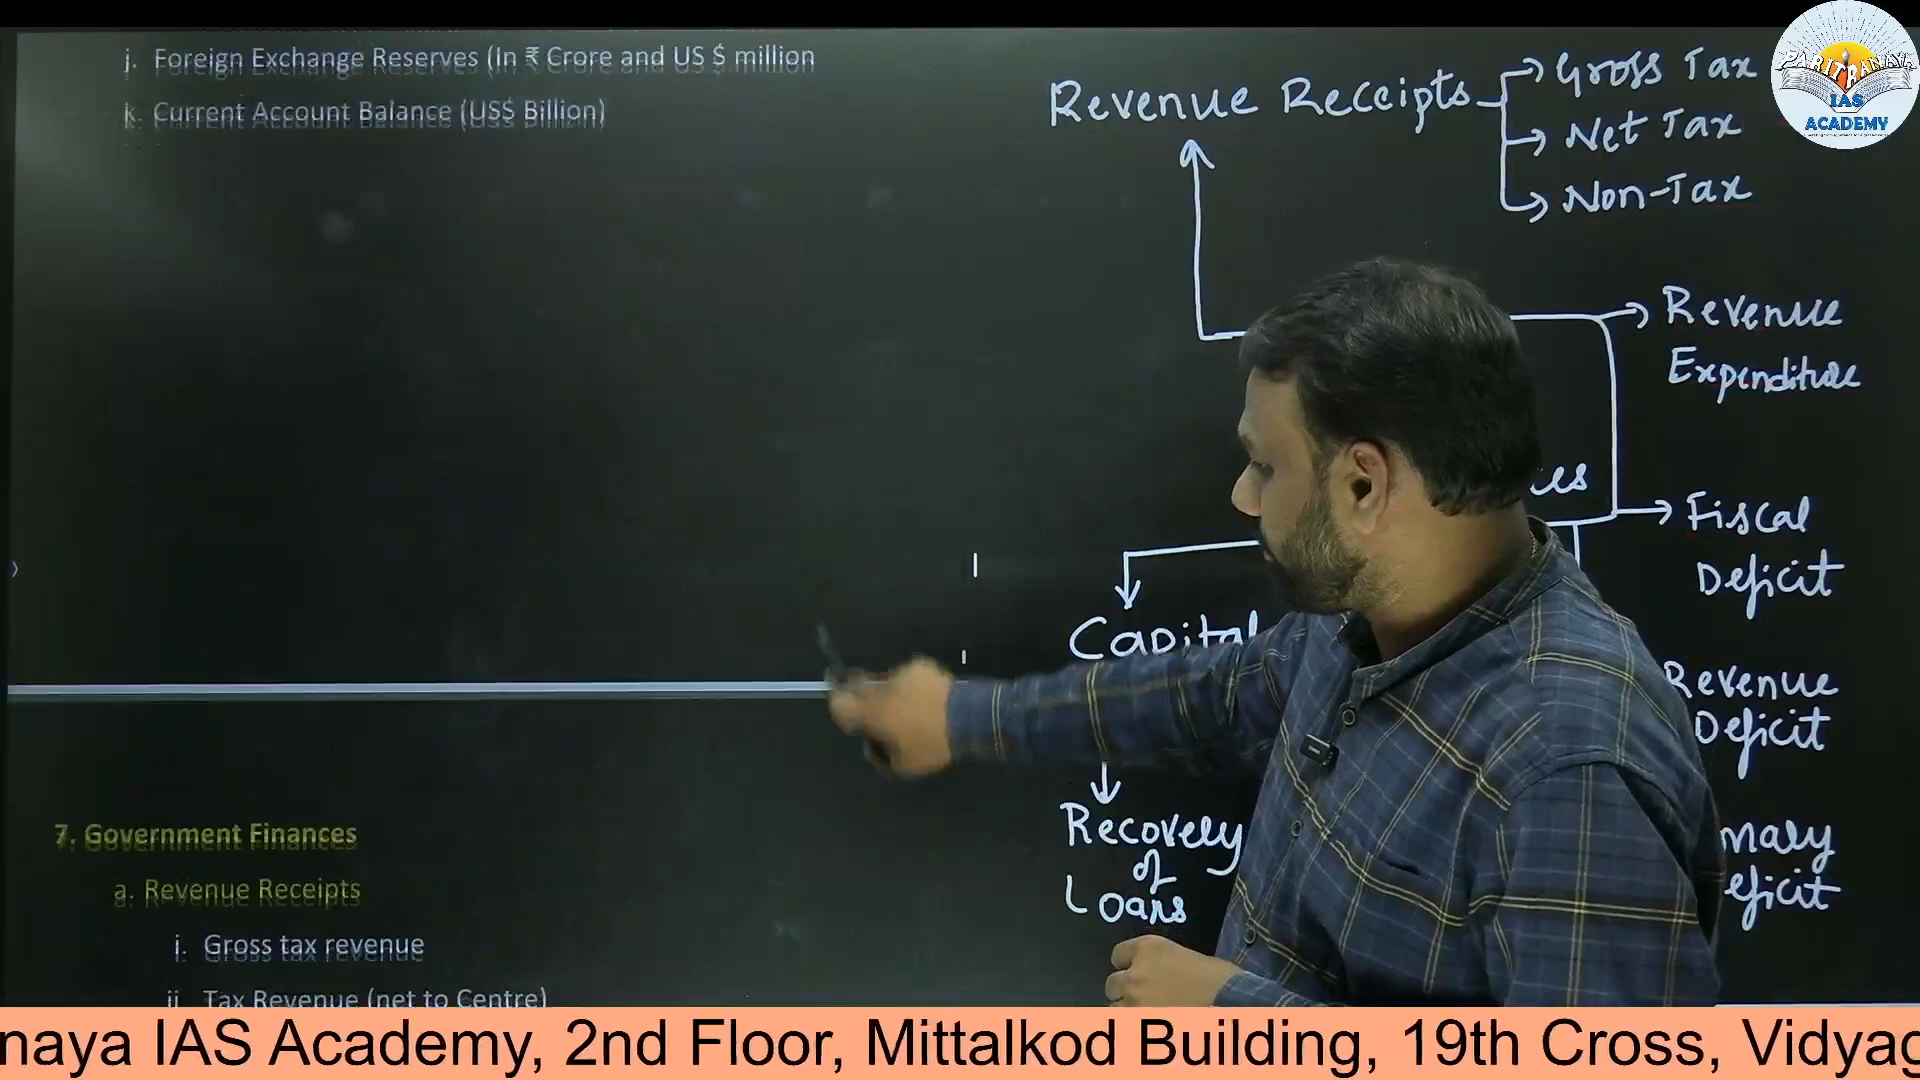 j. Foreign Exchange Reserves (In ₹ Crore and US $ million
k. Current Account Balance (US$ Billion)
7. Government Finances
a. Revenue Receipts
i. Gross tax revenue
ii Tax Revenue (net to Centre)
Revenue Receipts
Gross Tax
Net Tax
Non-Tax
Revenue
Expenditure
Fiscal
Deficit
Capital
Revenue
Deficit
Recovery
of
Loans
PARITRANAYA
IAS
ACADEMY
naya IAS Academy, 2nd Floor, Mittalkod Building, 19th Cross, Vidyag